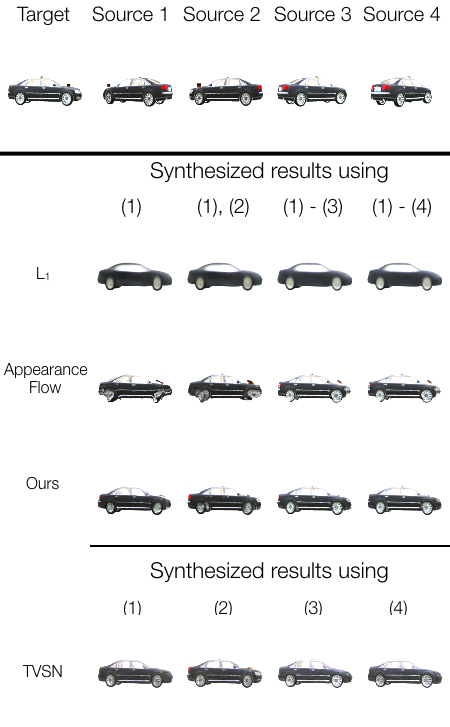 Target Source 1 Source 2 Source 3 Source 4
Synthesized results using
(1) (1), (2) (1) - (3) (1) - (4)
L₁
Appearance
Flow
Ours
Synthesized results using
(1) (2) (3) (4)
TVSN